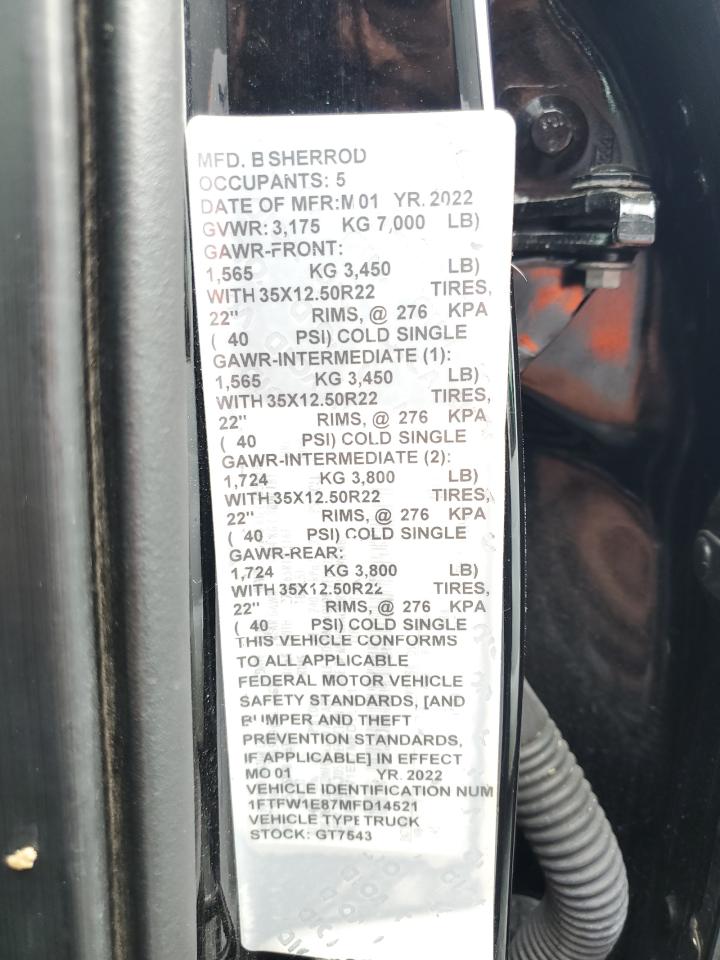 MFD. B SHERROD
OCCUPANTS: 5
DATE OF MFR:M 01 YR. 2022
GVWR: 3,175 KG 7,000 LB)
GAWR-FRONT:
1,565 KG 3,450 LB)
WITH 35X12.50R22 TIRES,
22" RIMS, @ 276 KPA
( 40 PSI) COLD SINGLE
GAWR-INTERMEDIATE (1):
1,565 KG 3,450 LB)
WITH 35X12.50R22 TIRES,
22" RIMS, @ 276 KPA
( 40 PSI) COLD SINGLE
GAWR-INTERMEDIATE (2):
1,724 KG 3,800 LB)
WITH 35X12.50R22 TIRES,
22" RIMS, @ 276 KPA
( 40 PSI) COLD SINGLE
GAWR-REAR:
1,724 KG 3,800 LB)
WITH 35X12.50R22 TIRES,
22" RIMS, @ 276 KPA
( 40 PSI) COLD SINGLE
THIS VEHICLE CONFORMS
TO ALL APPLICABLE
FEDERAL MOTOR VEHICLE
SAFETY STANDARDS, [AND
BUMPER AND THEFT
PREVENTION STANDARDS,
IF APPLICABLE] IN EFFECT
MO 01 YR. 2022
VEHICLE IDENTIFICATION NUM
1FTFW1E87MFD14521
VEHICLE TYPE TRUCK
STOCK: GT7543